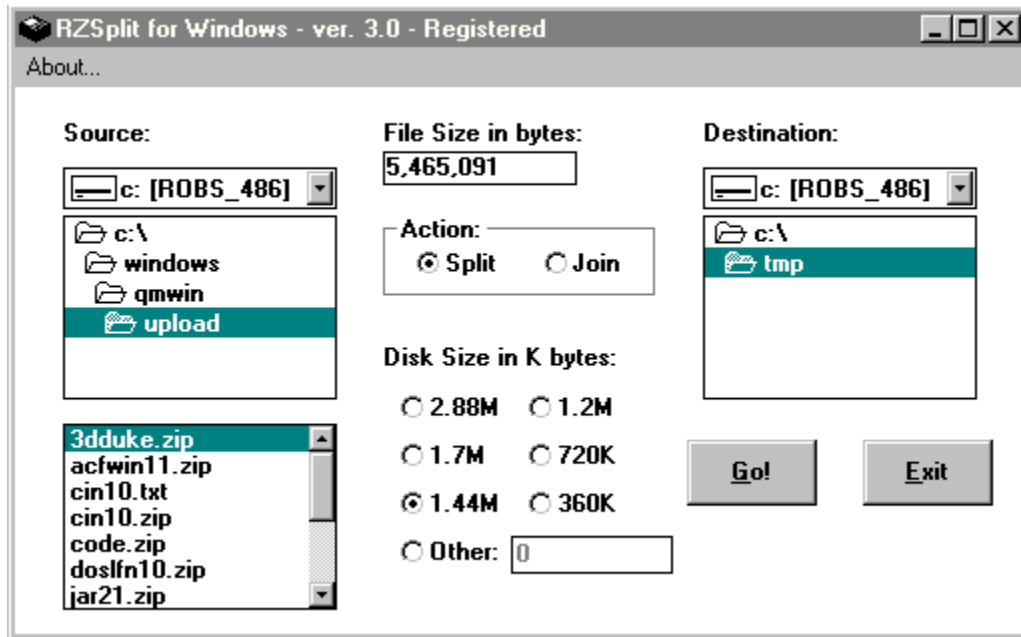 RZSplit for Windows - ver. 3.0 - Registered
About...
Source:
c: [ROBS_486]
c:\
windows
qmwin
upload
3dduke.zip
acfwin11.zip
cin10.txt
cin10.zip
code.zip
doslfn10.zip
jar21.zip
File Size in bytes:
5,465,091
Action:
Split Join
Disk Size in K bytes:
2.88M 1.2M
1.7M 720K
1.44M 360K
Other: 0
Destination:
c: [ROBS_486]
c:\
tmp
Go! Exit